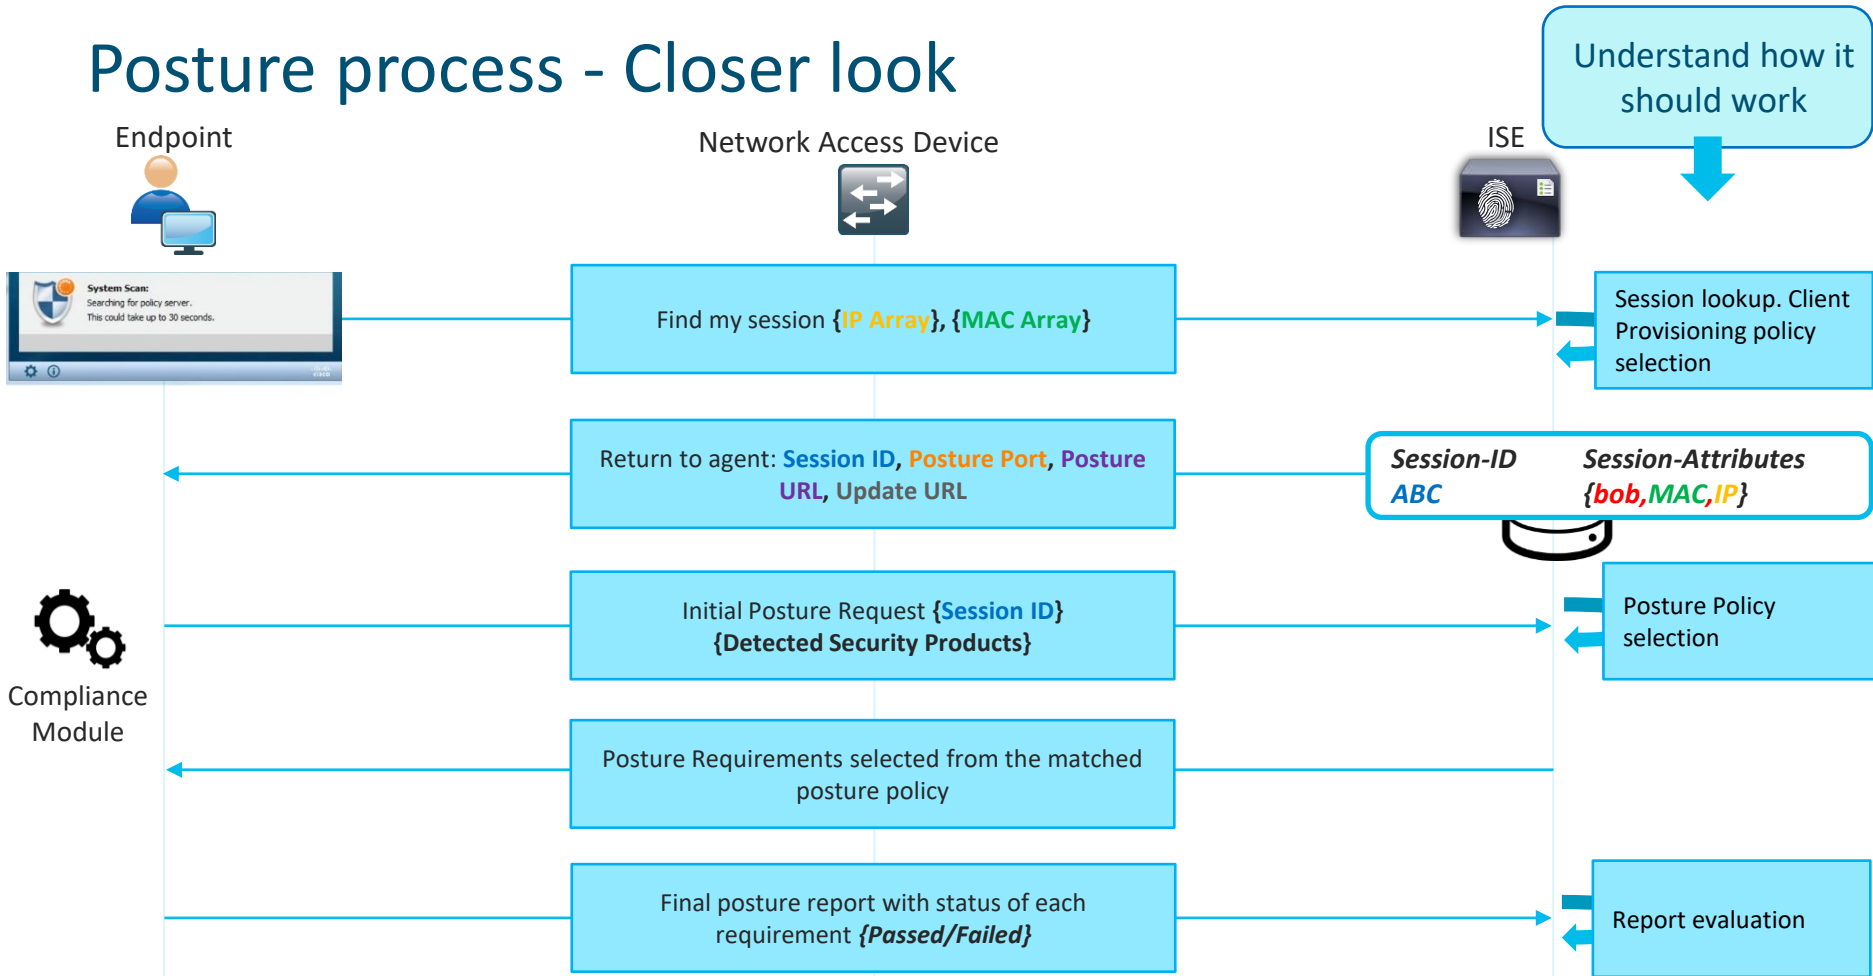 Posture process - Closer look
Understand how it
should work
Endpoint
Network Access Device
ISE
System Scan:
Searching for policy server.
This could take up to 30 seconds.
Find my session {IP Array}, {MAC Array}
Session lookup. Client
Provisioning policy
selection
Return to agent: Session ID, Posture Port, Posture
URL, Update URL
Session-ID Session-Attributes
ABC {bob,MAC,IP}
Initial Posture Request {Session ID}
{Detected Security Products}
Posture Policy
selection
Compliance
Module
Posture Requirements selected from the matched
posture policy
Final posture report with status of each
requirement {Passed/Failed}
Report evaluation